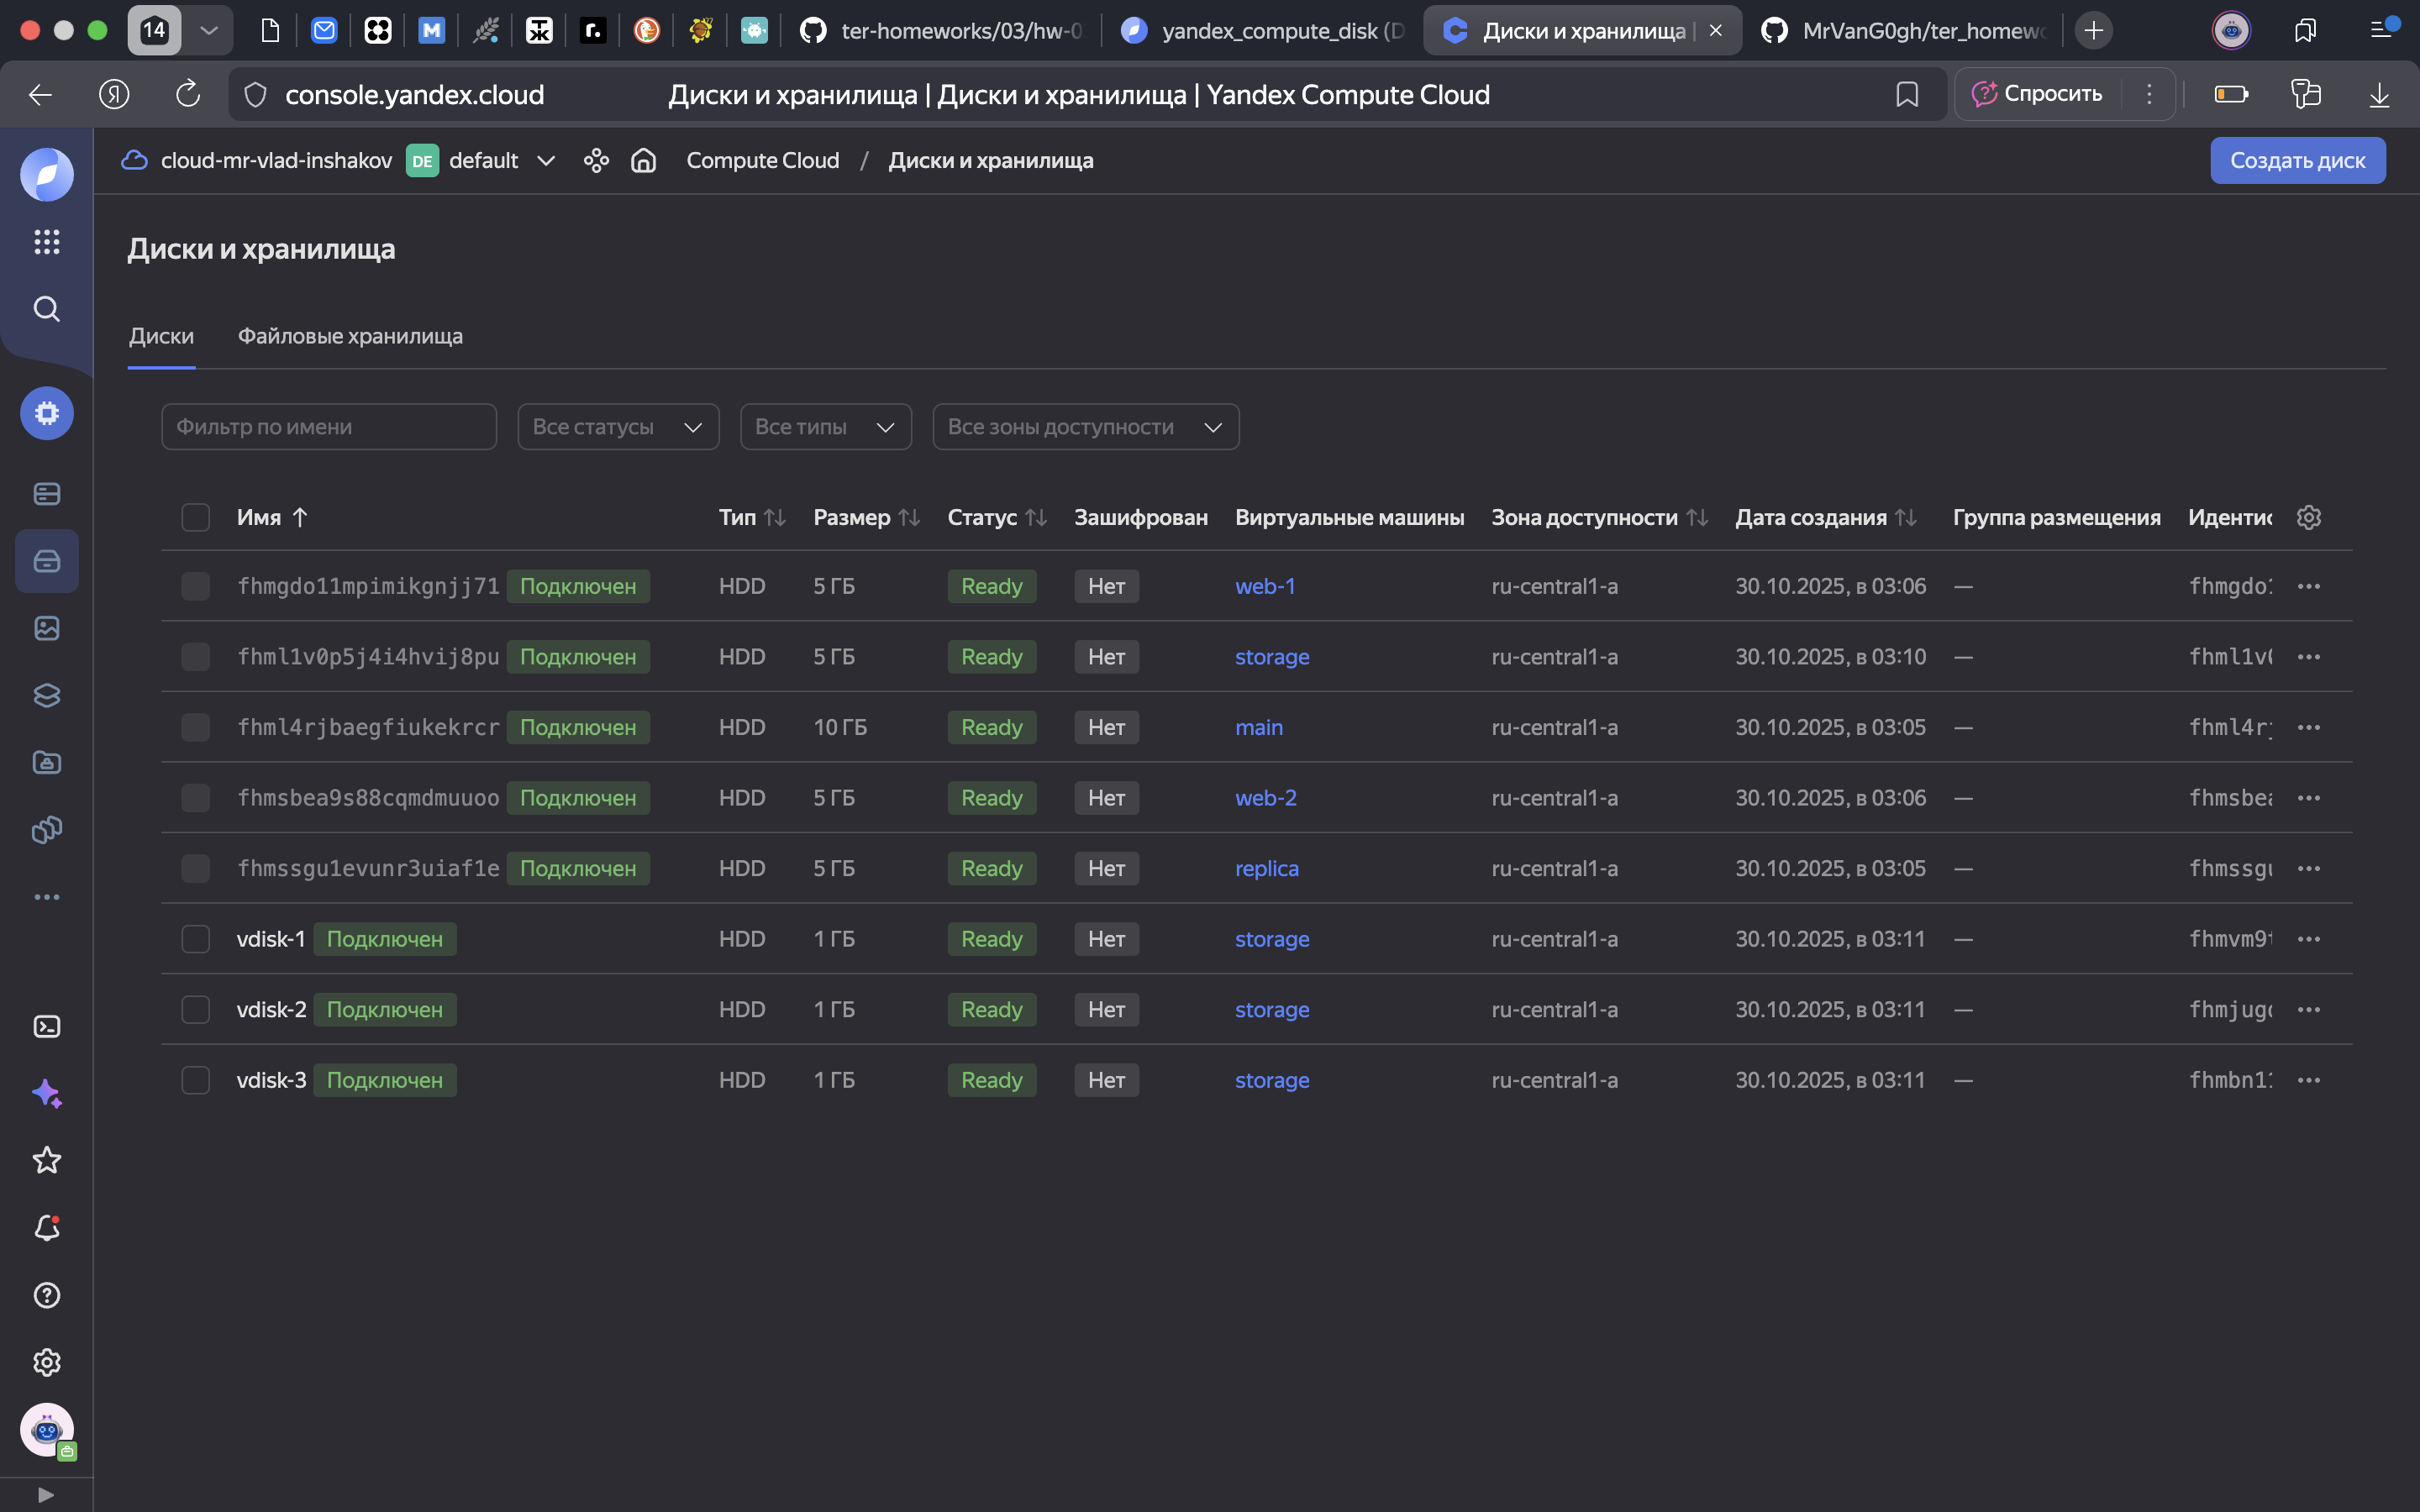 14
ter-homeworks/03/hw-0
yandex_compute_disk (D
Диски и хранилища
MrVanG0gh/ter_homew
console.yandex.cloud
Диски и хранилища | Диски и хранилища | Yandex Compute Cloud
Спросить
cloud-mr-vlad-inshakov DE default
Compute Cloud / Диски и хранилища
Создать диск
Диски и хранилища
Диски Файловые хранилища
Фильтр по имени Все статусы Все типы Все зоны доступности
Имя Тип Размер Статус Зашифрован Виртуальные машины Зона доступности Дата создания Группа размещения Иденти
fhmgdo11mpimikgnjj71 Подключен HDD 5 ГБ Ready Нет web-1 ru-central1-a 30.10.2025, в 03:06 — fhmgdo1
fhml1v0p5j4i4hvij8pu Подключен HDD 5 ГБ Ready Нет storage ru-central1-a 30.10.2025, в 03:10 — fhml1v0
fhml4rjbaegfiukekrcr Подключен HDD 10 ГБ Ready Нет main ru-central1-a 30.10.2025, в 03:05 — fhml4rj
fhmsbea9s88cqmdmuuoo Подключен HDD 5 ГБ Ready Нет web-2 ru-central1-a 30.10.2025, в 03:06 — fhmsbea
fhmssgu1evunr3uiaf1e Подключен HDD 5 ГБ Ready Нет replica ru-central1-a 30.10.2025, в 03:05 — fhmssgu
vdisk-1 Подключен HDD 1 ГБ Ready Нет storage ru-central1-a 30.10.2025, в 03:11 — fhmvm9t
vdisk-2 Подключен HDD 1 ГБ Ready Нет storage ru-central1-a 30.10.2025, в 03:11 — fhmjug
vdisk-3 Подключен HDD 1 ГБ Ready Нет storage ru-central1-a 30.10.2025, в 03:11 — fhmbn11